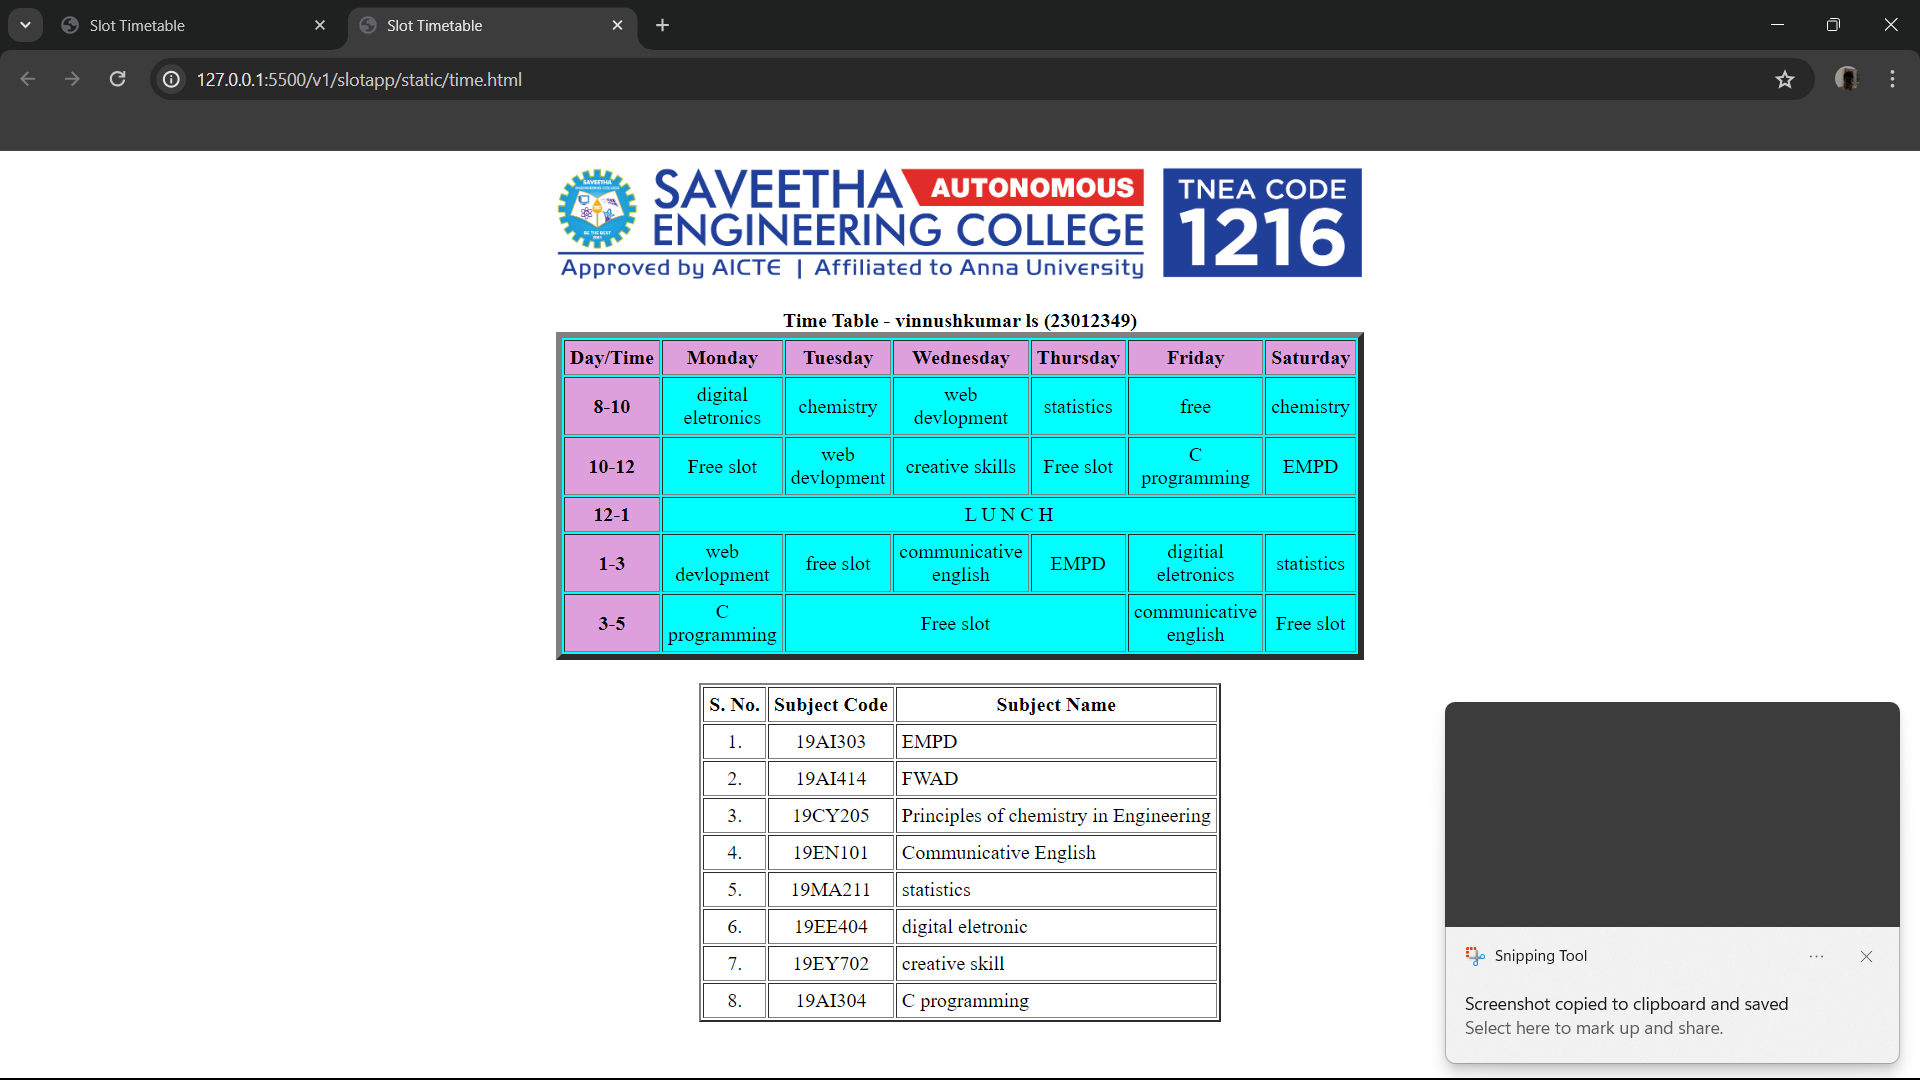 Slot Timetable
Slot Timetable
127.0.0.1:5500/v1/slotapp/static/time.html
SAVEETHA AUTONOMOUS
ENGINEERING COLLEGE
Approved by AICTE | Affiliated to Anna University
TNEA CODE
1216
SAVEETHA
ENGINEERING COLLEGE
BE THE BEST
2001
Time Table - vinnushkumar ls (23012349)
Day/Time Monday Tuesday Wednesday Thursday Friday Saturday
8-10 digital eletronics chemistry web devlopment statistics free chemistry
10-12 Free slot web devlopment creative skills Free slot C programming EMPD
12-1 L U N C H
1-3 web devlopment free slot communicative english EMPD digitial eletronics statistics
3-5 C programming Free slot communicative english Free slot
S. No. Subject Code Subject Name
1. 19AI303 EMPD
2. 19AI414 FWAD
3. 19CY205 Principles of chemistry in Engineering
4. 19EN101 Communicative English
5. 19MA211 statistics
6. 19EE404 digital eletronic
7. 19EY702 creative skill
8. 19AI304 C programming
Snipping Tool
Screenshot copied to clipboard and saved
Select here to mark up and share.